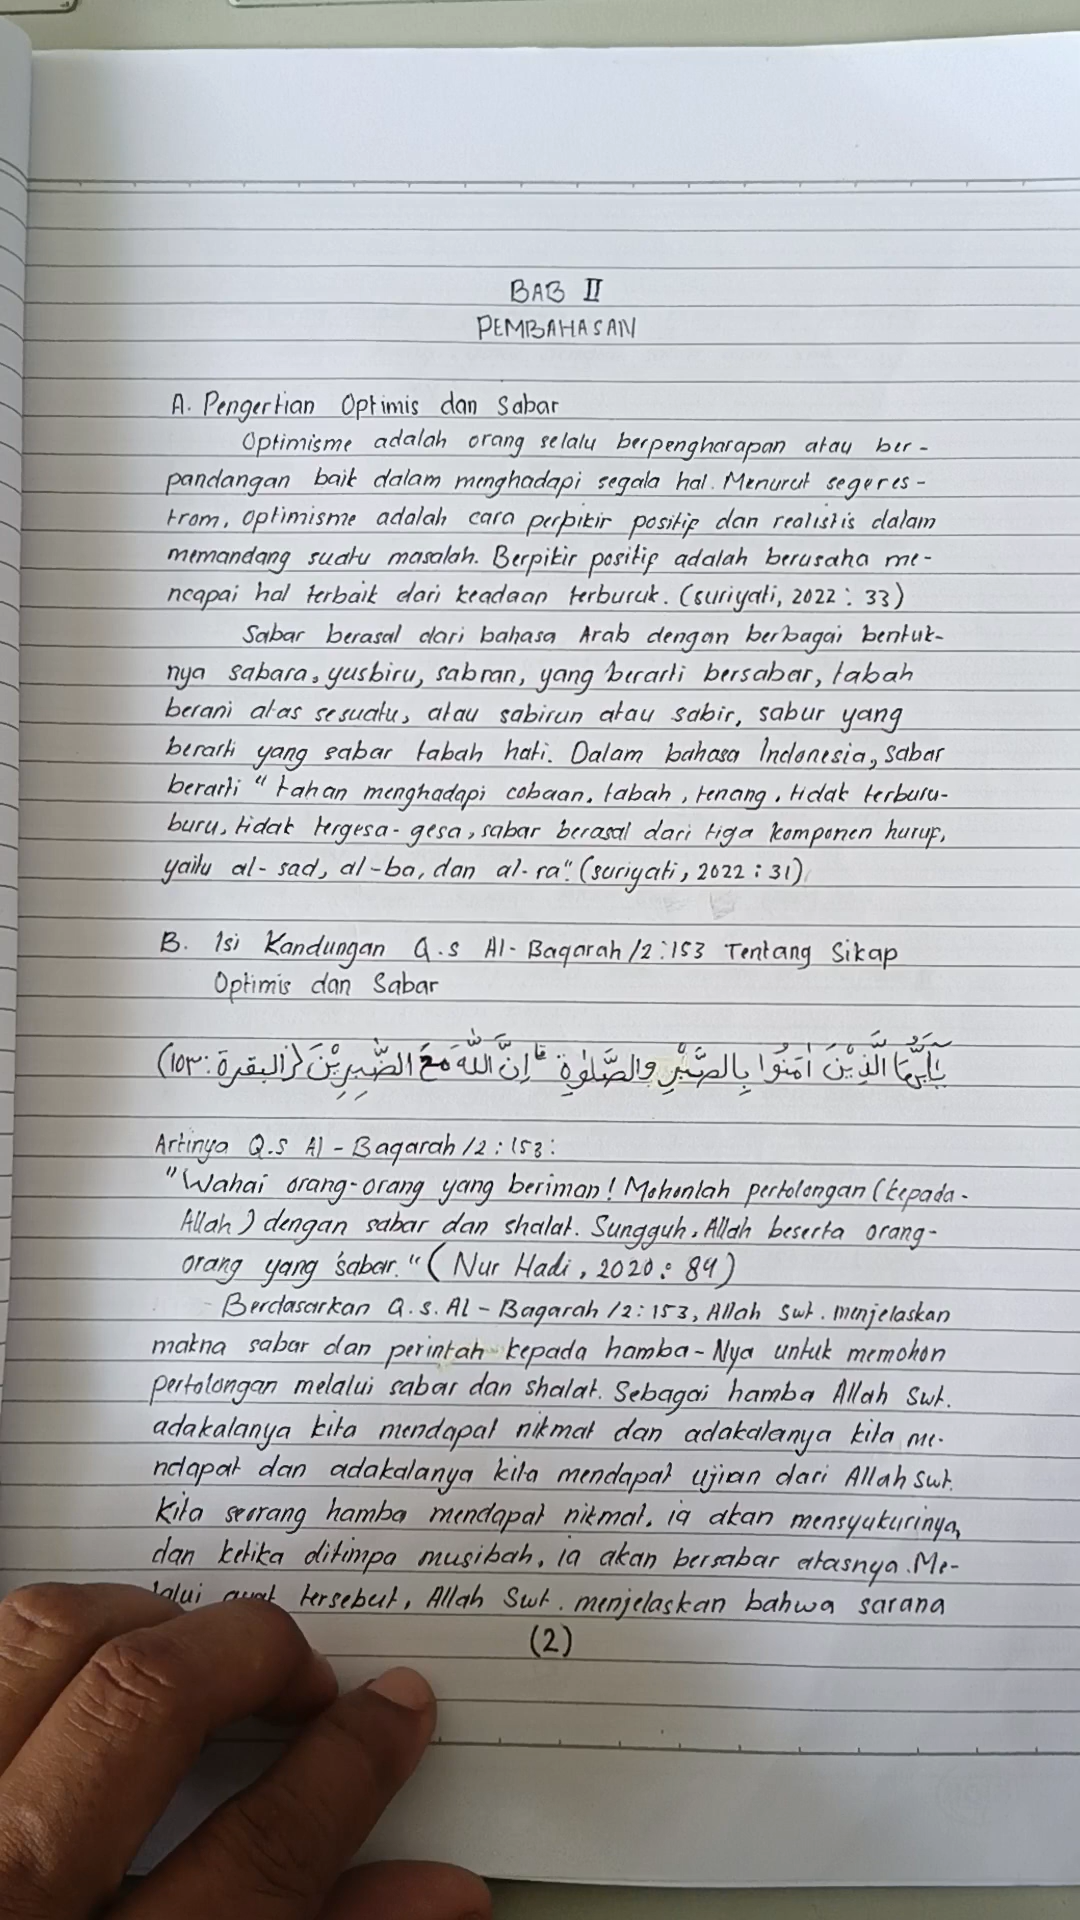 BAB II
PEMBAHASAN
A. Pengertian Optimis dan Sabar
Optimisme adalah orang selalu berpengharapan atau ber-
pandangan baik dalam menghadapi segala hal. Menurut segeres-
trom, optimisme adalah cara perpikir positif dan realistis dalam
memandang suatu masalah. Berpikir positif adalah berusaha me-
ncapai hal terbaik dari keadaan terburuk. (suriyati, 2022 : 33)
Sabar berasal dari bahasa Arab dengan berbagai bentuk-
nya sabara, yusbiru, sabran, yang berarti bersabar, tabah
berani atas sesuatu, atau sabirun atau sabir, sabur yang
berarti yang sabar tabah hati. Dalam bahasa Indonesia, sabar
berarti "tahan menghadapi cobaan, tabah, tenang, tidak terburu-
buru, tidak tergesa-gesa, sabar berasal dari tiga komponen huruf,
yaitu al-sad, al-ba, dan al-ra". (suriyati, 2022 : 31)
B. Isi Kandungan Q.s Al-Baqarah /2:153 Tentang Sikap
Optimis dan Sabar
يٰٓاَيُّهَا الَّذِيْنَ اٰمَنُوا بِالصَّبْرِ وَالصَّلٰوةِ ۗ اِنَّ اللّٰهَ مَعَ الصّٰبِرِيْنَ (البقرة: ١٥٣)
Artinya Q.s Al-Baqarah /2:153:
"Wahai orang-orang yang beriman! Mohonlah pertolongan (kepada-
Allah) dengan sabar dan shalat. Sungguh, Allah beserta orang-
orang yang sabar." (Nur Hadi, 2020: 84)
Berdasarkan Q.s. Al-Baqarah /2:153, Allah Swt. menjelaskan
makna sabar dan perintah kepada hamba-Nya untuk memohon
pertolongan melalui sabar dan shalat. Sebagai hamba Allah Swt.
adakalanya kita mendapat nikmat dan adakalanya kita me-
ndapat dan adakalanya kita mendapat ujian dari Allah Swt.
Kita seorang hamba mendapat nikmat, ia akan mensyukurinya,
dan ketika ditimpa musibah, ia akan bersabar atasnya. Me-
lalui ayat tersebut, Allah Swt. menjelaskan bahwa sarana
(2)